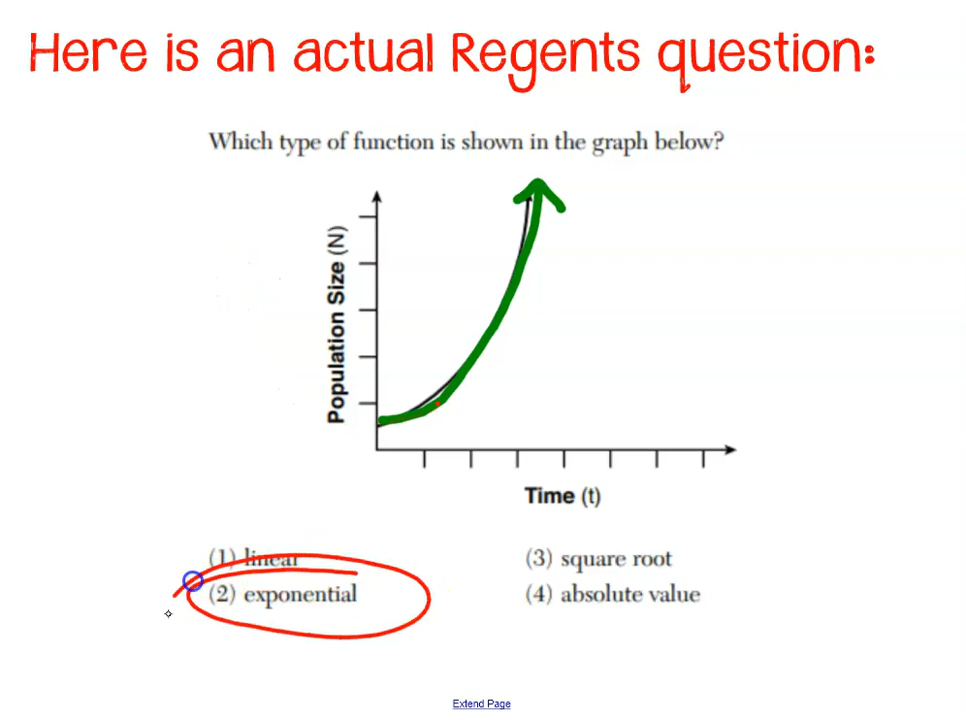 Here is an actual Regents question:
Which type of function is shown in the graph below?
Population Size (N)
Time (t)
(1) linear
(2) exponential
(3) square root
(4) absolute value
Extend Page